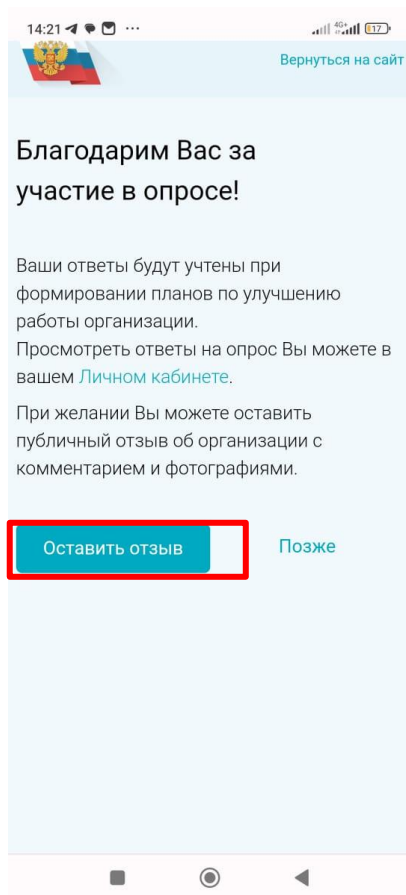 14:21 ... 4G+ 17
Вернуться на сайт
Благодарим Вас за
участие в опросе!
Ваши ответы будут учтены при
формировании планов по улучшению
работы организации.
Просмотреть ответы на опрос Вы можете в
вашем Личном кабинете.
При желании Вы можете оставить
публичный отзыв об организации с
комментарием и фотографиями.
Оставить отзыв Позже